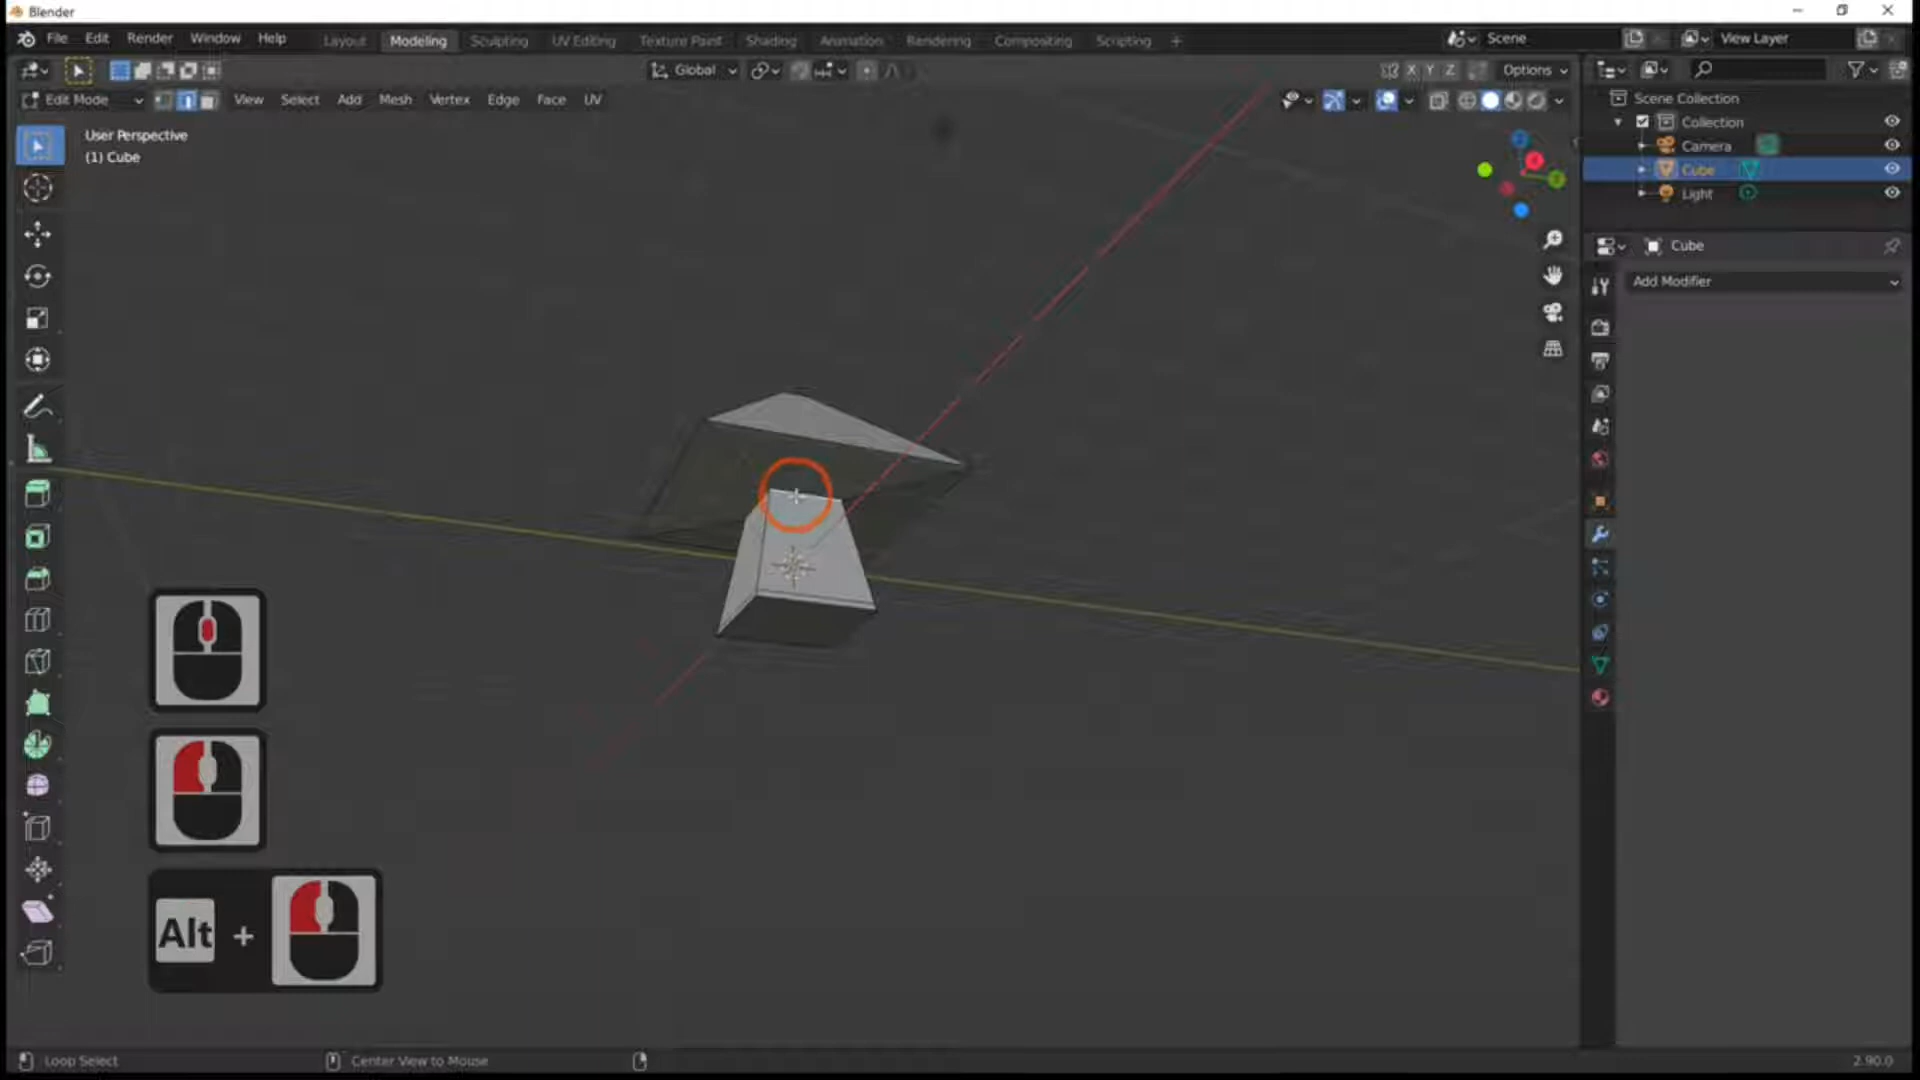 Blender
File Edit Render Window Help Layout Modeling Sculpting UV Editing Texture Paint Shading Animation Rendering Compositing Scripting + Scene View Layer
Global X Y Z Options
Edit Mode View Select Add Mesh Vertex Edge Face UV
Scene Collection
Collection
User Perspective
Camera
(1) Cube
Cube
Light
Cube
Add Modifier
Alt +
Loop Select Center View to Mouse 2.90.0